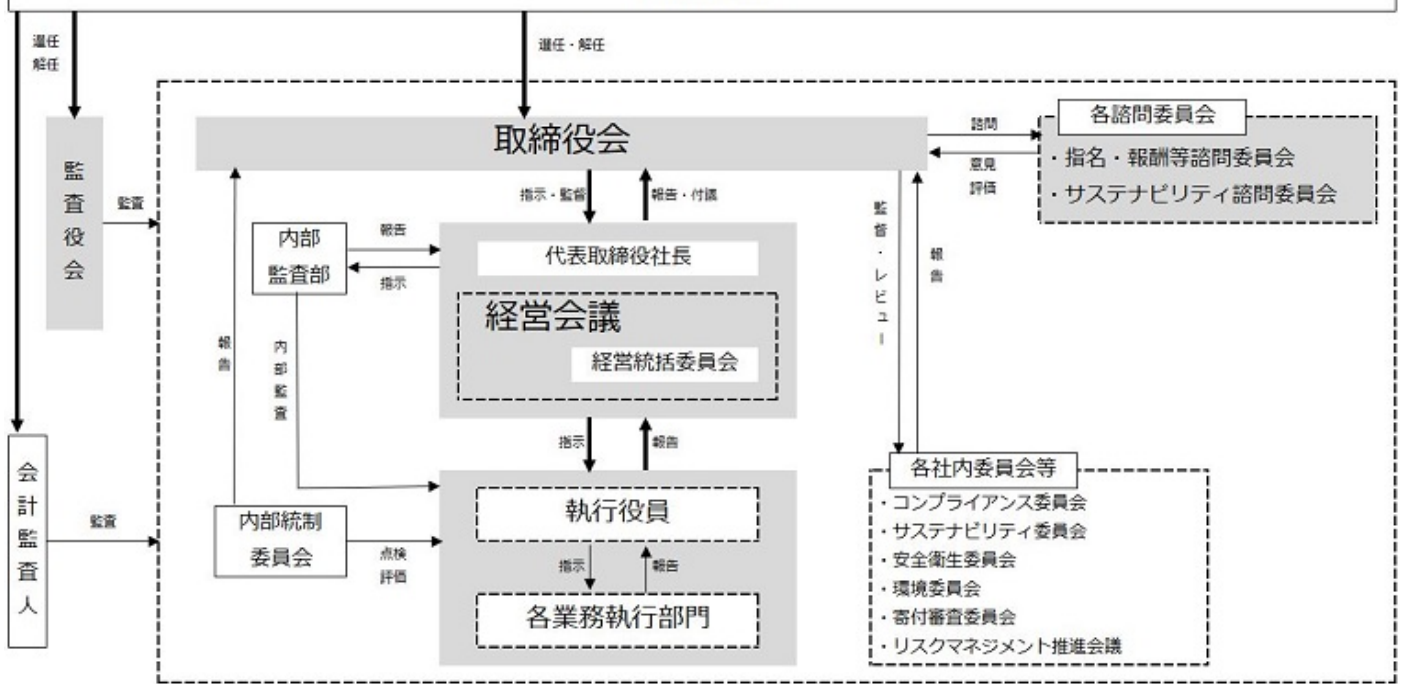 選任
解任
選任・解任
取締役会
諮問
意見
評価
各諮問委員会
・指名・報酬等諮問委員会
・サステナビリティ諮問委員会
監査役会
監査
指示・監督
報告・付議
監督・レビュー
報告
内部
監査部
報告
指示
代表取締役社長
経営会議
経営統括委員会
報告
内部監査
指示
報告
会計監査人
監査
内部統制
委員会
点検
評価
執行役員
指示
報告
各業務執行部門
各社内委員会等
・コンプライアンス委員会
・サステナビリティ委員会
・安全衛生委員会
・環境委員会
・寄付審査委員会
・リスクマネジメント推進会議